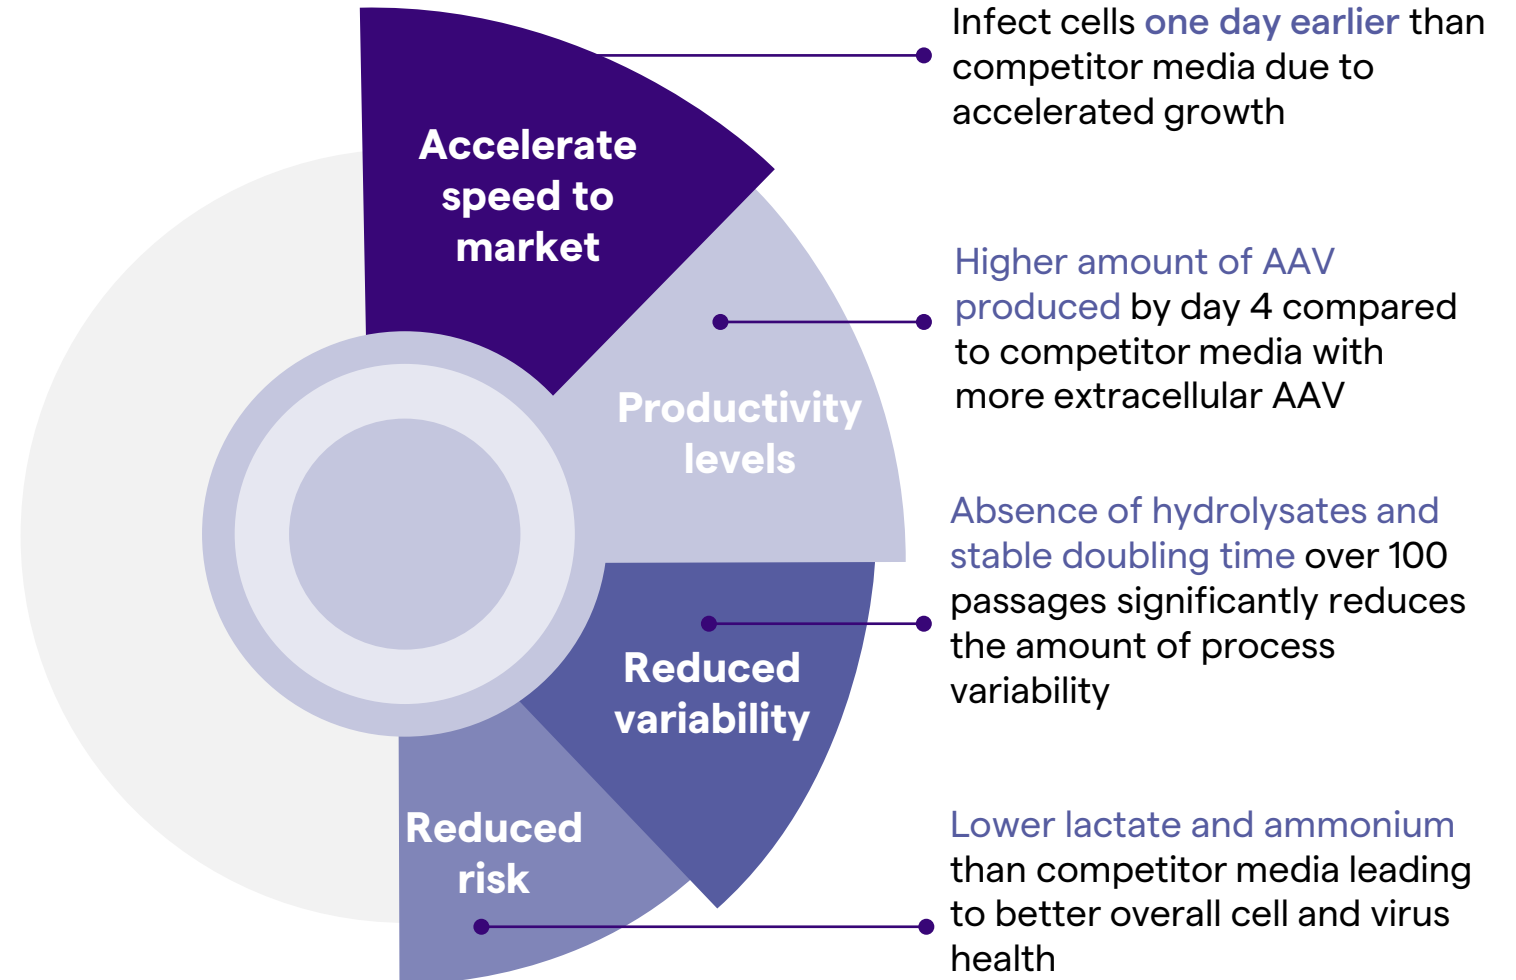 Accelerate
speed to
market
Infect cells one day earlier than
competitor media due to
accelerated growth
Productivity
levels
Higher amount of AAV
produced by day 4 compared
to competitor media with
more extracellular AAV
Reduced
variability
Absence of hydrolysates and
stable doubling time over 100
passages significantly reduces
the amount of process
variability
Reduced
risk
Lower lactate and ammonium
than competitor media leading
to better overall cell and virus
health